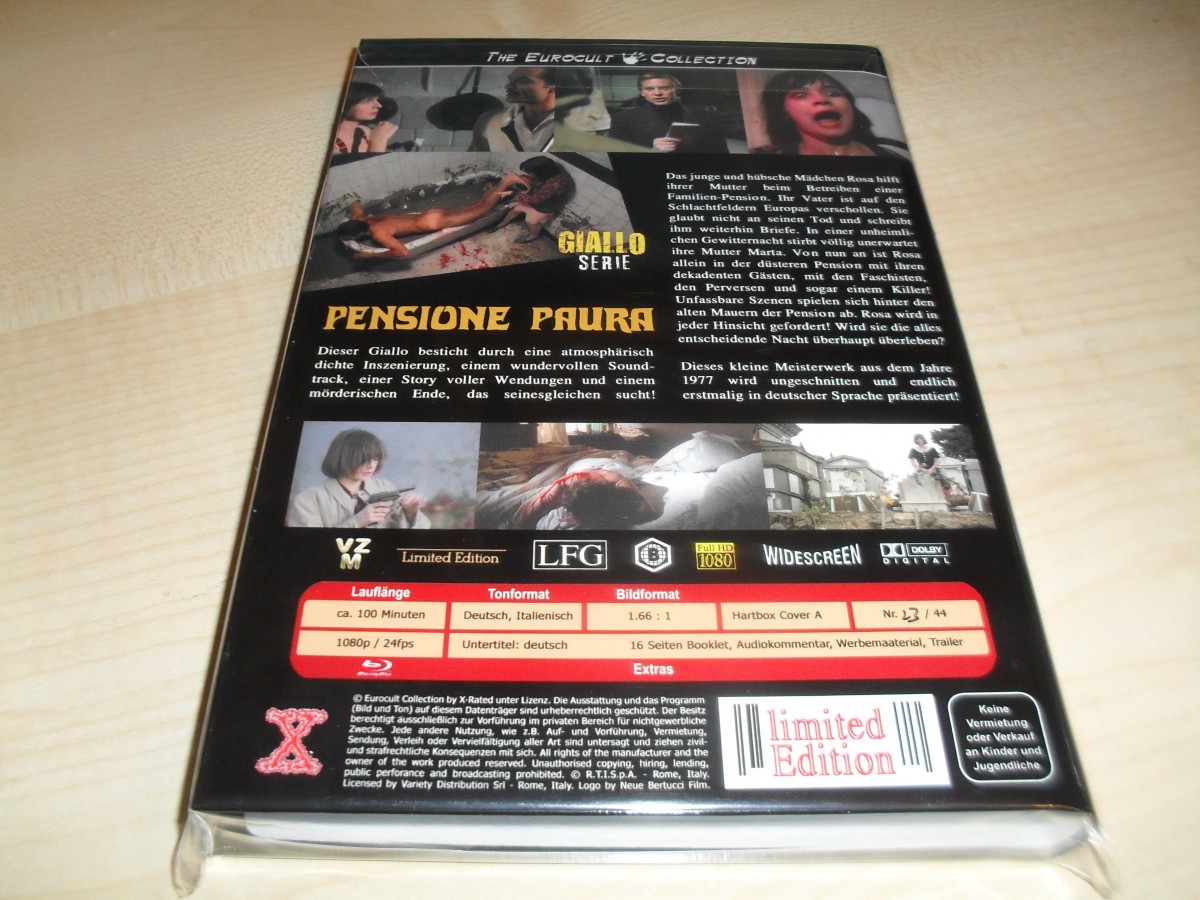 THE EUROCULT COLLECTION
Das junge und hübsche Mädchen Rosa hilft
ihrer Mutter beim Betreiben einer
Familien-Pension. Ihr Vater ist auf den
Schlachtfeldern Europas verschollen. Sie
glaubt nicht an seinen Tod und schreibt
ihm weiterhin Briefe. In einer unheimli-
chen Gewitternacht stirbt völlig unerwartet
ihre Mutter Marta. Von nun an ist Rosa
allein in der düsteren Pension mit ihren
dekadenten Gästen, mit den Faschisten,
den Perversen und sogar einem Killer!
Unfassbare Szenen spielen sich hinter den
alten Mauern der Pension ab. Rosa wird in
jeder Hinsicht gefordert! Wird sie die alles
entscheidende Nacht überhaupt überleben?
GIALLO
SERIE
PENSIONE PAURA
Dieser Giallo besticht durch eine atmosphärisch
dichte Inszenierung, einem wundervollen Sound-
track, einer Story voller Wendungen und einem
mörderischen Ende, das seinesgleichen sucht!
Dieses kleine Meisterwerk aus dem Jahre
1977 wird ungeschnitten und endlich
erstmalig in deutscher Sprache präsentiert!
VZ
M
Limited Edition
LFG
B
Full HD
1080
WIDESCREEN
DOLBY
DIGITAL
Lauflänge Tonformat Bildformat
ca. 100 Minuten Deutsch, Italienisch 1.66 : 1 Hartbox Cover A Nr. 23 / 44
1080p / 24fps Untertitel: deutsch 16 Seiten Booklet, Audiokommentar, Werbemaaterial, Trailer
Extras
© Eurocult Collection by X-Rated unter Lizenz. Die Ausstattung und das Programm
(Bild und Ton) auf diesem Datenträger sind urheberrechtlich geschützt. Der Besitz
berechtigt ausschließlich zur Vorführung im privaten Bereich für nichtgewerbliche
Zwecke. Jede andere Nutzung, wie z.B. Auf- und Vorführung, Vermietung,
Sendung, Verleih oder Vervielfältigung aller Art sind untersagt und ziehen zivil-
und strafrechtliche Konsequenzen mit sich. All rights of the manufacturer and the
owner of the work produced reserved. Unauthorised copying, hiring, lending,
public perforance and broadcasting prohibited. © R.T.I.S.p.A. - Rome, Italy.
Licensed by Variety Distribution Srl - Rome, Italy. Logo by Neue Bertucci Film.
X
limited
Edition
Keine
Vermietung
oder Verkauf
an Kinder und
Jugendliche